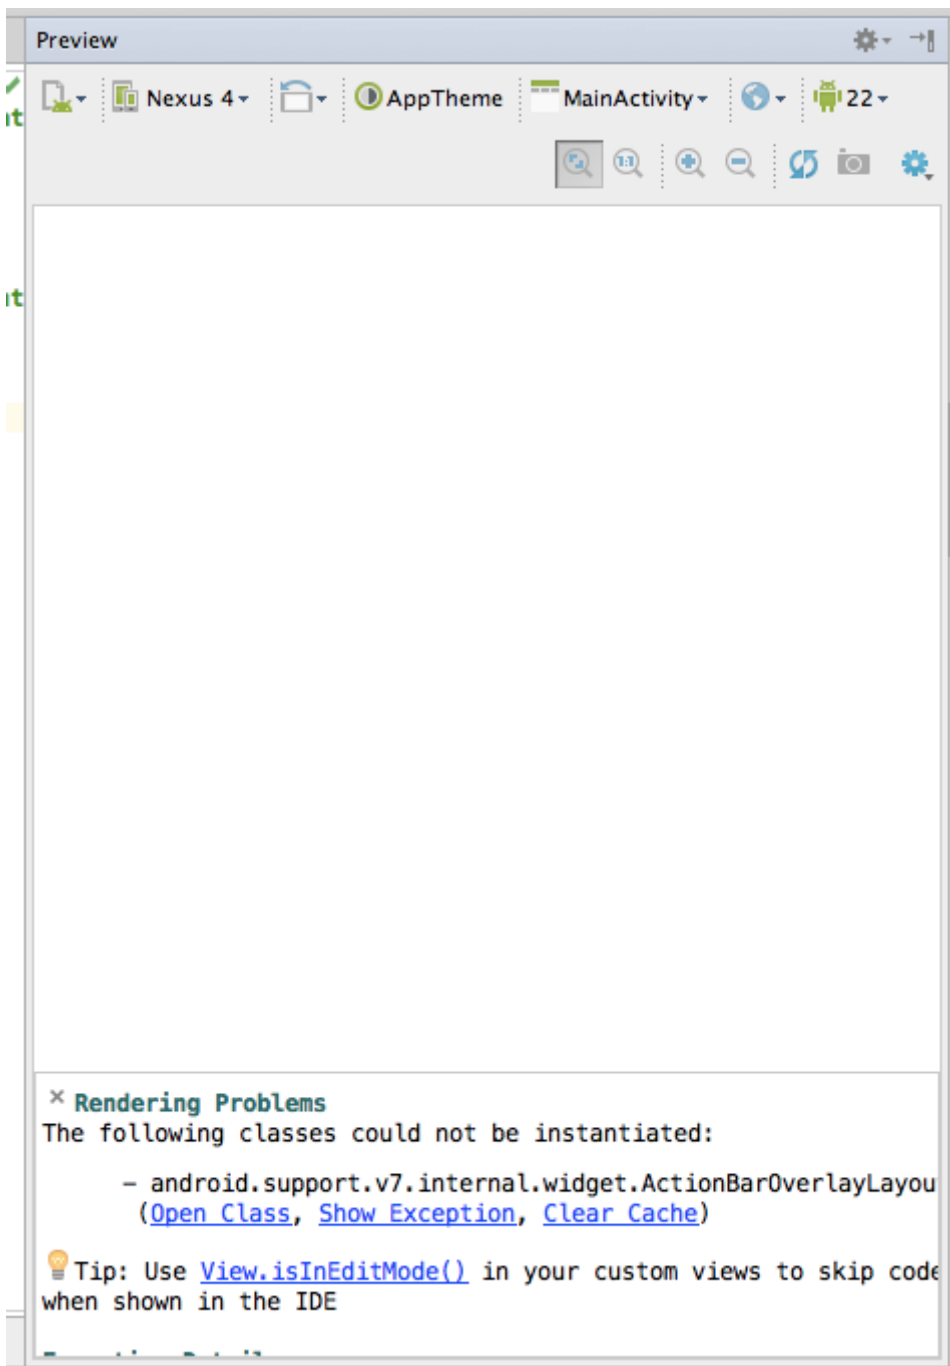 Preview
Nexus 4 AppTheme MainActivity 22
1:1
Rendering Problems
The following classes could not be instantiated:
– android.support.v7.internal.widget.ActionBarOverlayLayou
(Open Class, Show Exception, Clear Cache)
Tip: Use View.isInEditMode() in your custom views to skip code
when shown in the IDE